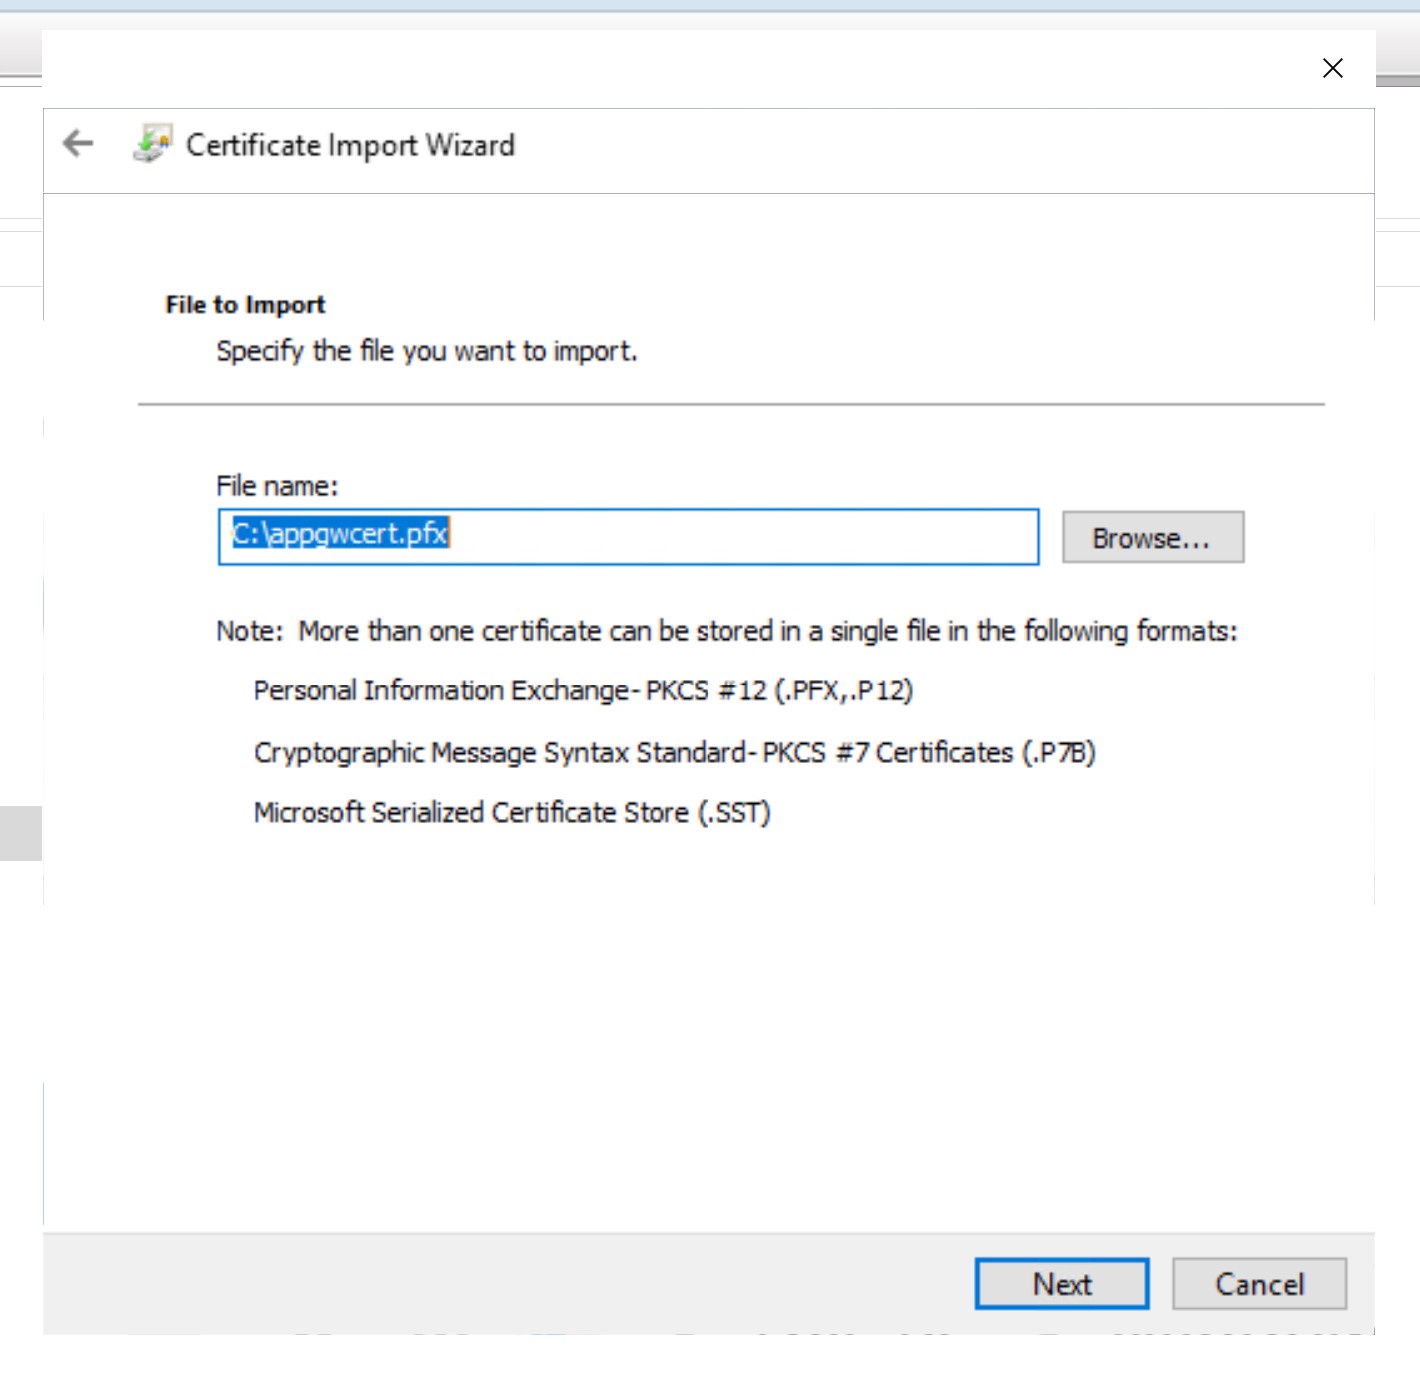 Certificate Import Wizard
File to Import
Specify the file you want to import.
File name:
C:\appgwcert.pfx
Browse...
Note:  More than one certificate can be stored in a single file in the following formats:
Personal Information Exchange- PKCS #12 (.PFX,.P12)
Cryptographic Message Syntax Standard- PKCS #7 Certificates (.P7B)
Microsoft Serialized Certificate Store (.SST)
Next
Cancel